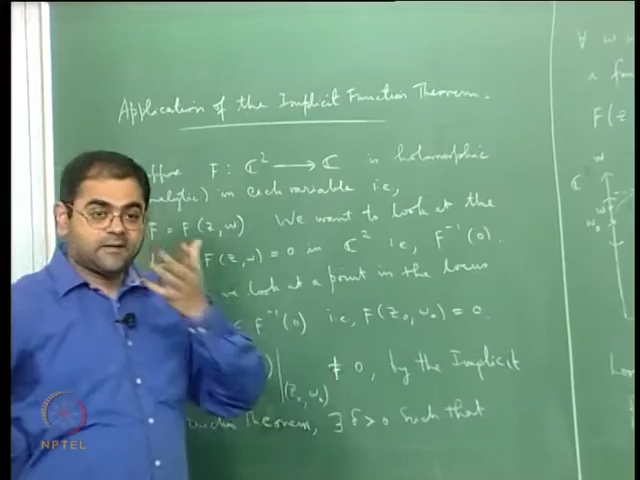 Application of the Implicit Function Theorem.
F : ℂ² → ℂ is holomorphic
analytic) in each variable i.e,
F = F(z,w) We want to look at the
F(z,w) = 0 in ℂ² i.e, F⁻¹(0).
we look at a point in the locus
F⁻¹(0) i.e, F(z₀,w₀) = 0.
|(z₀,w₀) ≠ 0, by the Implicit
Theorem, ∃ such that
∀ w
a fun
F(z
w
ℂ
w
w₀
NPTEL